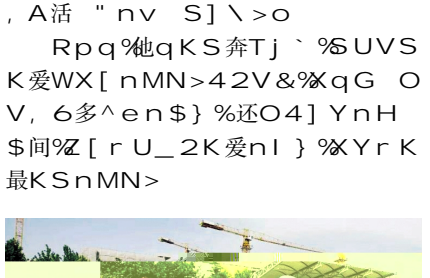 , A活 "nv S]\>o
Rpq%他qKS奔Tj`%SUVS
K爱WX[nMN>42V&%XqG O
V, 6多^en$}%还O4]YnH
$间%Z[rU_2K爱nI}%XYrK
最KSnMN>